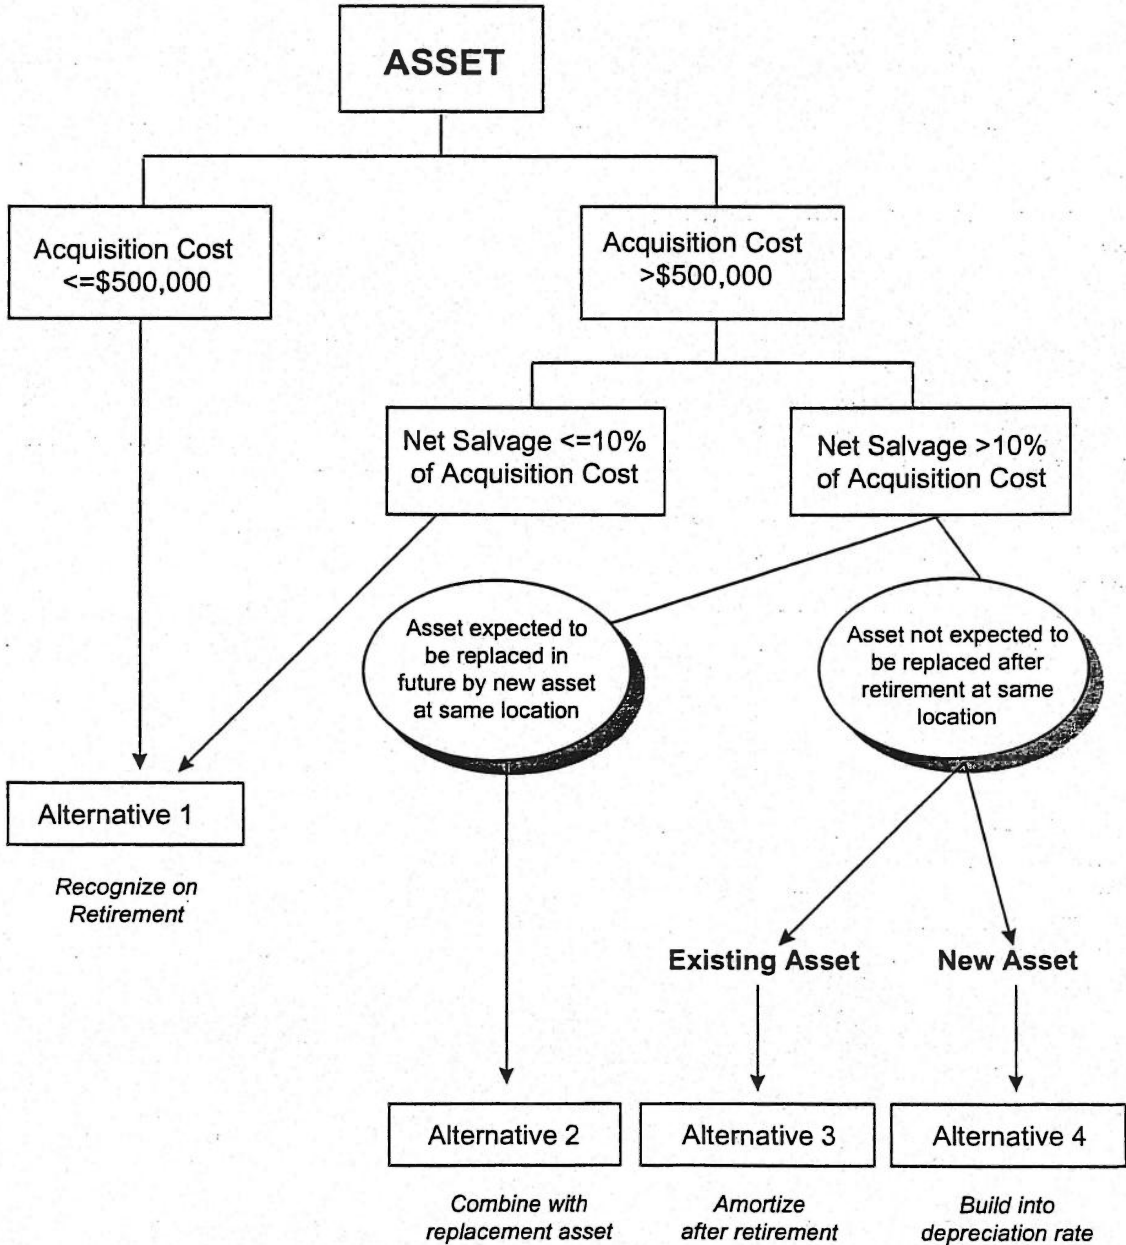 ASSET
Acquisition Cost
<=$500,000
Acquisition Cost
>$500,000
Net Salvage <=10%
of Acquisition Cost
Net Salvage >10%
of Acquisition Cost
Asset expected to
be replaced in
future by new asset
at same location
Asset not expected to
be replaced after
retirement at same
location
Alternative 1
Recognize on
Retirement
Existing Asset
New Asset
Alternative 2
Combine with
replacement asset
Alternative 3
Amortize
after retirement
Alternative 4
Build into
depreciation rate